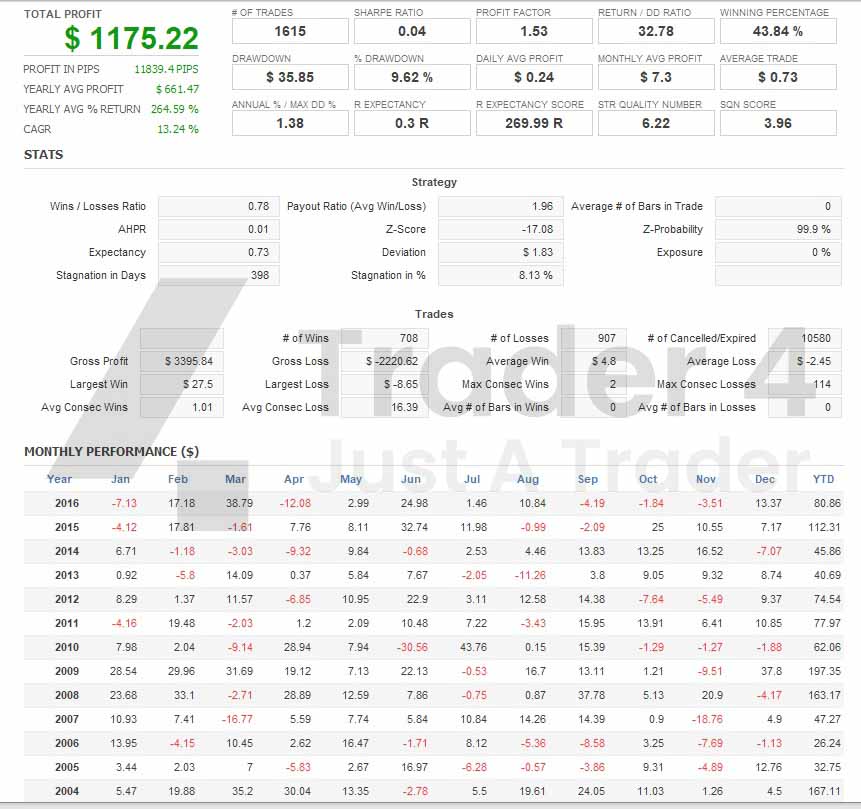 TOTAL PROFIT
$ 1175.22
PROFIT IN PIPS 11839.4 PIPS
YEARLY AVG PROFIT $ 661.47
YEARLY AVG % RETURN 264.59 %
CAGR 13.24 %
# OF TRADES SHARPE RATIO PROFIT FACTOR RETURN / DD RATIO WINNING PERCENTAGE
1615 0.04 1.53 32.78 43.84 %
DRAWDOWN % DRAWDOWN DAILY AVG PROFIT MONTHLY AVG PROFIT AVERAGE TRADE
$ 35.85 9.62 % $ 0.24 $ 7.3 $ 0.73
ANNUAL % / MAX DD % R EXPECTANCY R EXPECTANCY SCORE STR QUALITY NUMBER SQN SCORE
1.38 0.3 R 269.99 R 6.22 3.96
STATS
Strategy
Wins / Losses Ratio 0.78 Payout Ratio (Avg Win/Loss) 1.96 Average # of Bars in Trade 0
AHPR 0.01 Z-Score -17.08 Z-Probability 99.9 %
Expectancy 0.73 Deviation $ 1.83 Exposure 0 %
Stagnation in Days 398 Stagnation in % 8.13 %
Trades
# of Wins 708 # of Losses 907 # of Cancelled/Expired 10580
Gross Profit $ 3395.84 Gross Loss $ -2220.62 Average Win $ 4.8 Average Loss $ -2.45
Largest Win $ 27.5 Largest Loss $ -8.65 Max Consec Wins 2 Max Consec Losses 114
Avg Consec Wins 1.01 Avg Consec Loss 16.39 Avg # of Bars in Wins 0 Avg # of Bars in Losses 0
Trader 4
Just A Trader
MONTHLY PERFORMANCE ($)
Year Jan Feb Mar Apr May Jun Jul Aug Sep Oct Nov Dec YTD
2016 -7.13 17.18 38.79 -12.08 2.99 24.98 1.46 10.84 -4.19 -1.84 -3.51 13.37 80.86
2015 -4.12 17.81 -1.61 7.76 8.11 32.74 11.98 -0.99 -2.09 25 10.55 7.17 112.31
2014 6.71 -1.18 -3.03 -9.32 9.84 -0.68 2.53 4.46 13.83 13.25 16.52 -7.07 45.86
2013 0.92 -5.8 14.09 0.37 5.84 7.67 -2.05 -11.26 3.8 9.05 9.32 8.74 40.69
2012 8.29 1.37 11.57 -6.85 10.95 22.9 3.11 12.58 14.38 -7.64 -5.49 9.37 74.54
2011 -4.16 19.48 -2.03 1.2 2.09 10.48 7.22 -3.43 15.95 13.91 6.41 10.85 77.97
2010 7.98 2.04 -9.14 28.94 7.94 -30.56 43.76 0.15 15.39 -1.29 -1.27 -1.88 62.06
2009 28.54 29.96 31.69 19.12 7.13 22.13 -0.53 16.7 13.11 1.21 -9.51 37.8 197.35
2008 23.68 33.1 -2.71 28.89 12.59 7.86 -0.75 0.87 37.78 5.13 20.9 -4.17 163.17
2007 10.93 7.41 -16.77 5.59 7.74 5.84 10.84 14.26 14.39 0.9 -18.76 4.9 47.27
2006 13.95 -4.15 10.45 2.62 16.47 -1.71 8.12 -5.36 -8.58 3.25 -7.69 -1.13 26.24
2005 3.44 2.03 7 -5.83 2.67 16.97 -6.28 -0.57 -3.86 9.31 -4.89 12.76 32.75
2004 5.47 19.88 35.2 30.04 13.35 -2.78 5.5 19.61 24.05 11.03 1.26 4.5 167.11